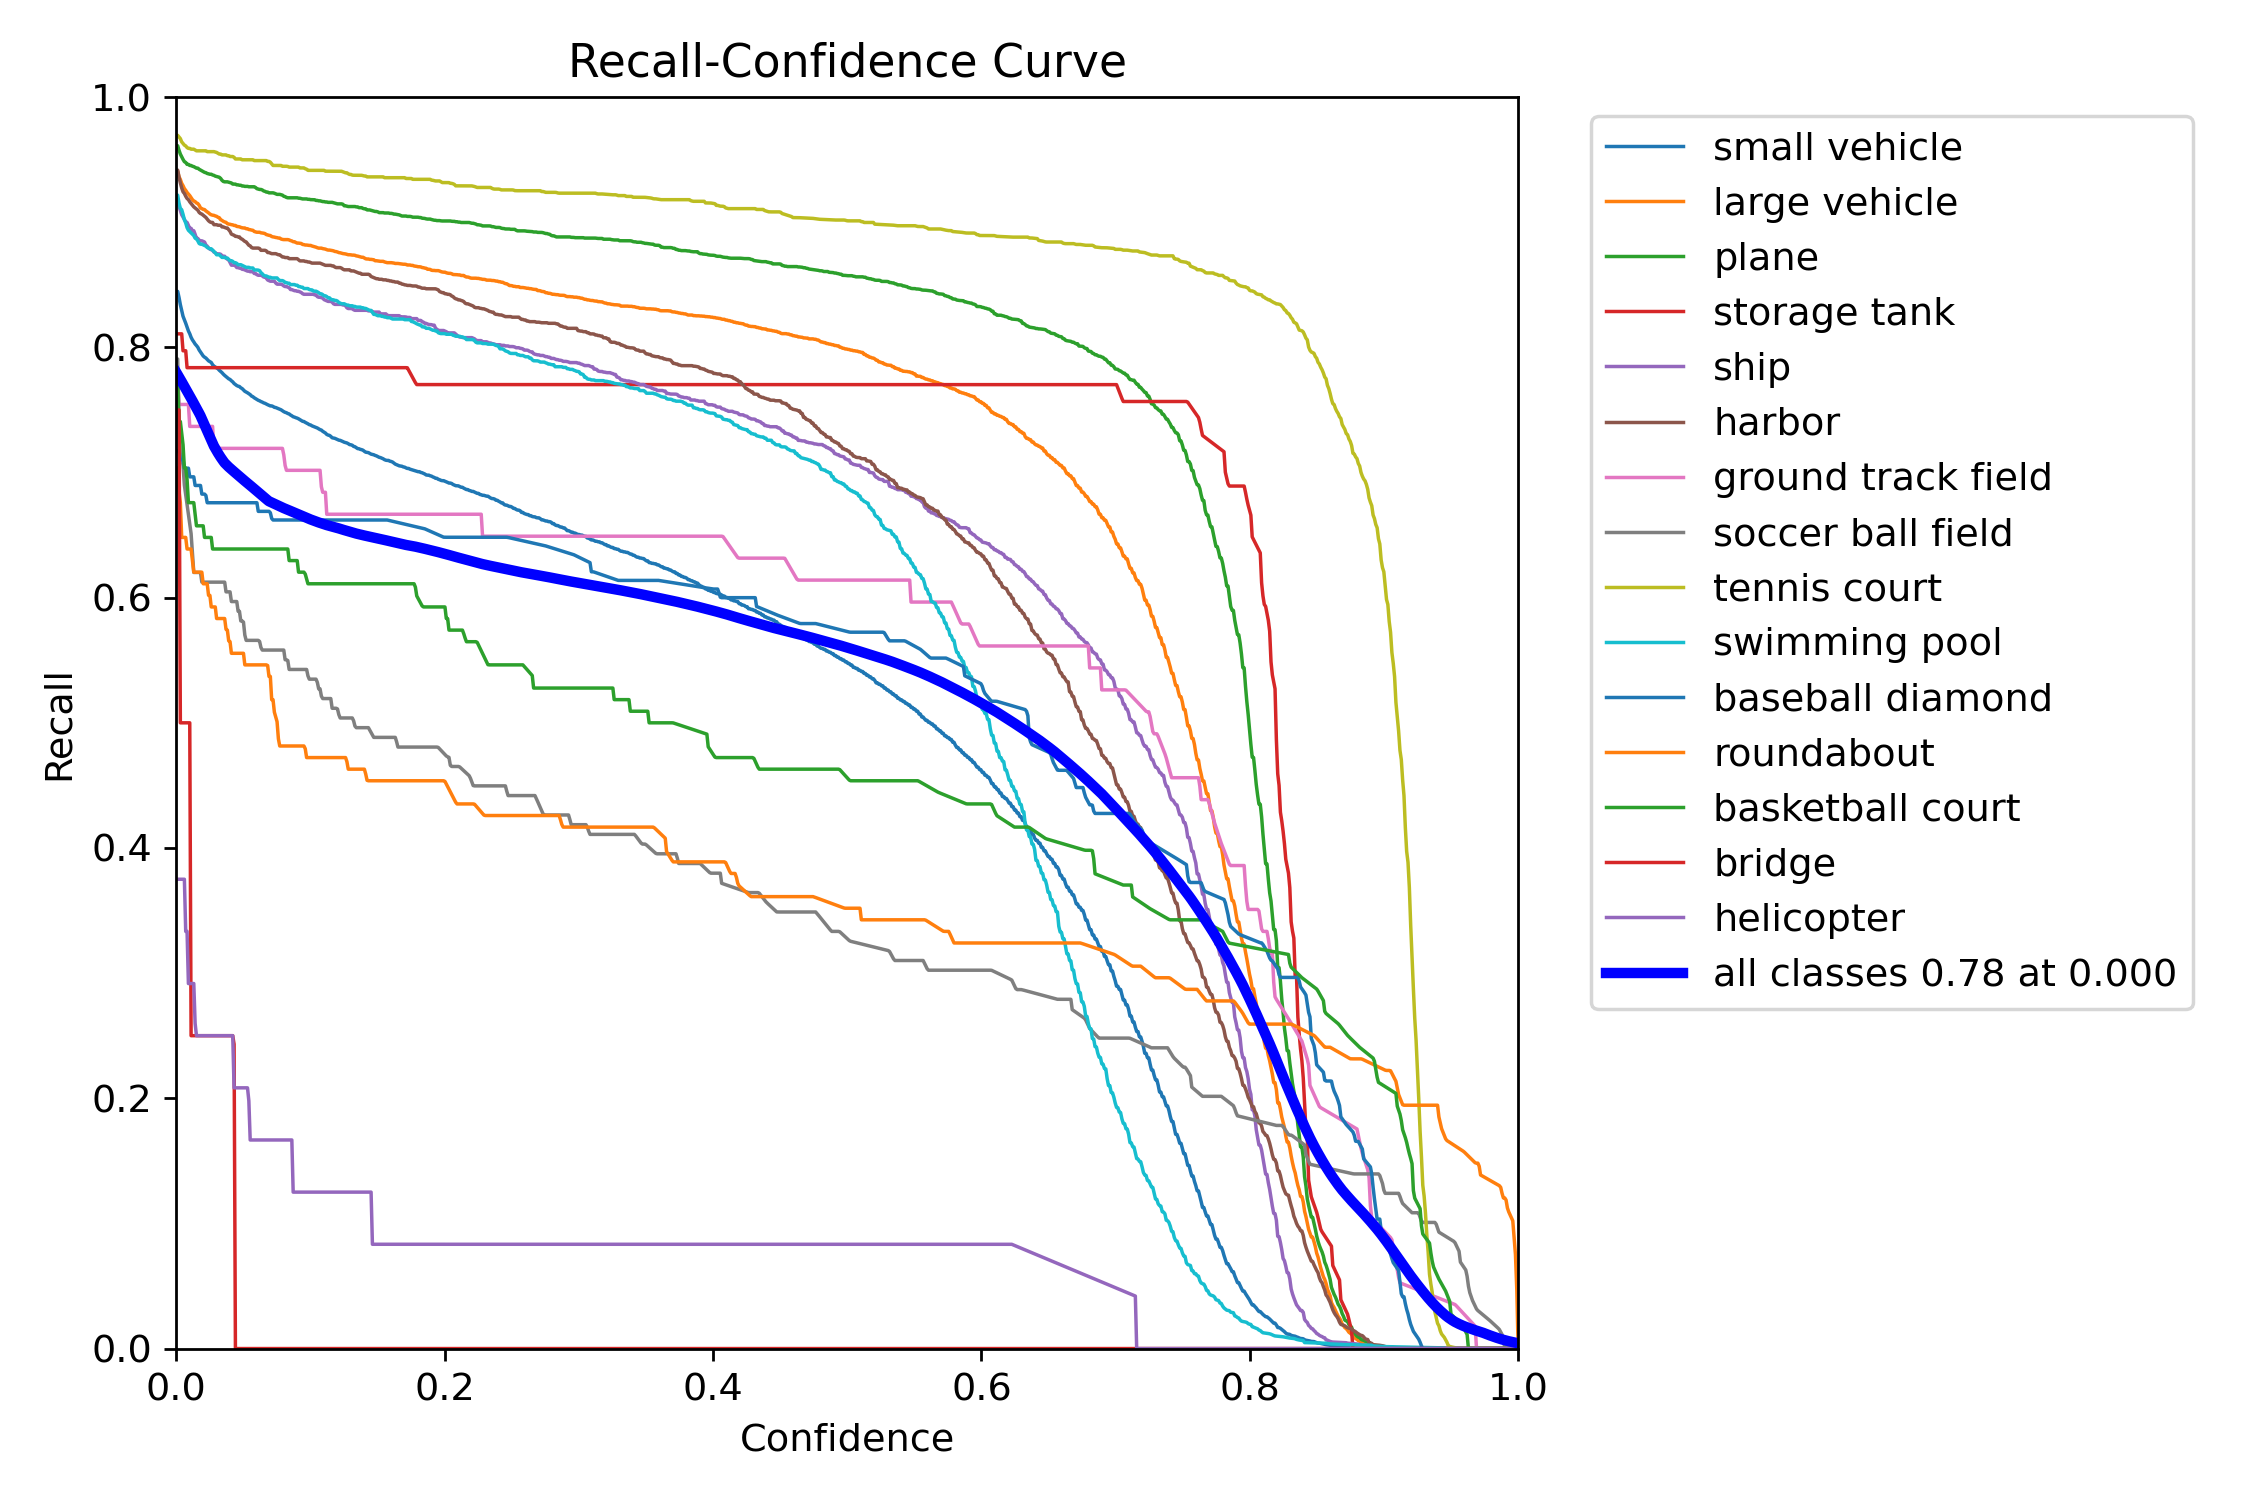 Recall-Confidence Curve
1.0
0.8
0.6
0.4
0.2
0.0
Recall
0.0 0.2 0.4 0.6 0.8 1.0
Confidence
small vehicle
large vehicle
plane
storage tank
ship
harbor
ground track field
soccer ball field
tennis court
swimming pool
baseball diamond
roundabout
basketball court
bridge
helicopter
all classes 0.78 at 0.000